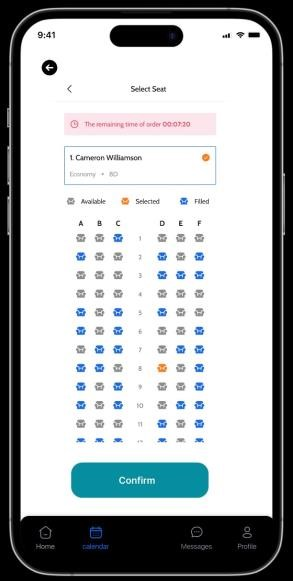 9:41
Select Seat
The remaining time of order 00:07:20
1. Cameron Williamson
Economy • 8D
Available Selected Filled
A B C D E F
1
2
3
4
5
6
7
8
9
10
11
Confirm
Home calendar Messages Profile